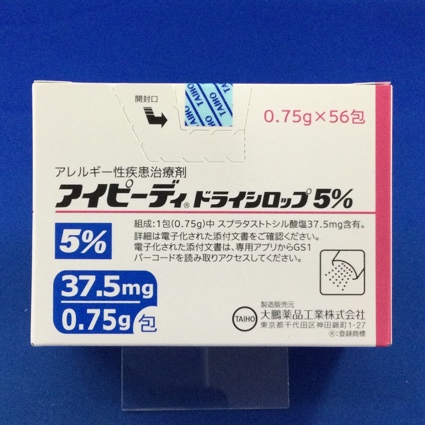 TAIHO TAIHO TAIHO
開封口
0.75g×56包
アレルギー性疾患治療剤
アイピーディ®ドライシロップ5%
5%
組成:1包(0.75g)中 スプラタストトシル酸塩37.5mg含有。
詳細は電子化された添付文書をご確認ください。
電子化された添付文書は、専用アプリからGS1
バーコードを読み取りアクセスしてください。
37.5mg
0.75g包
製造販売元
TAIHO 大鵬薬品工業株式会社
東京都千代田区神田錦町1-27
®:登録商標